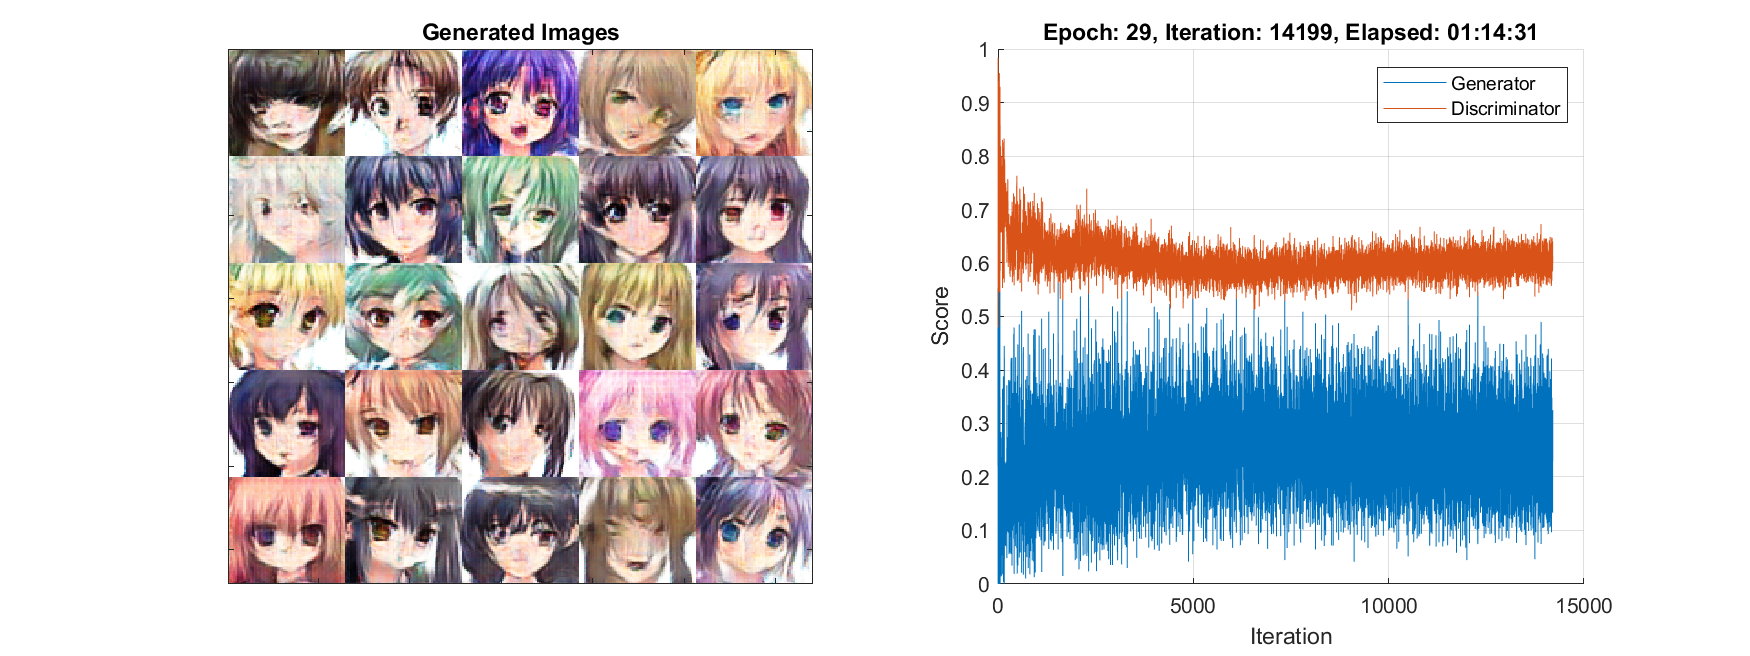 Generated Images
Epoch: 29, Iteration: 14199, Elapsed: 01:14:31
1
0.9
0.8
0.7
0.6
0.5
0.4
0.3
0.2
0.1
0
Score
Generator
Discriminator
0
5000
10000
15000
Iteration